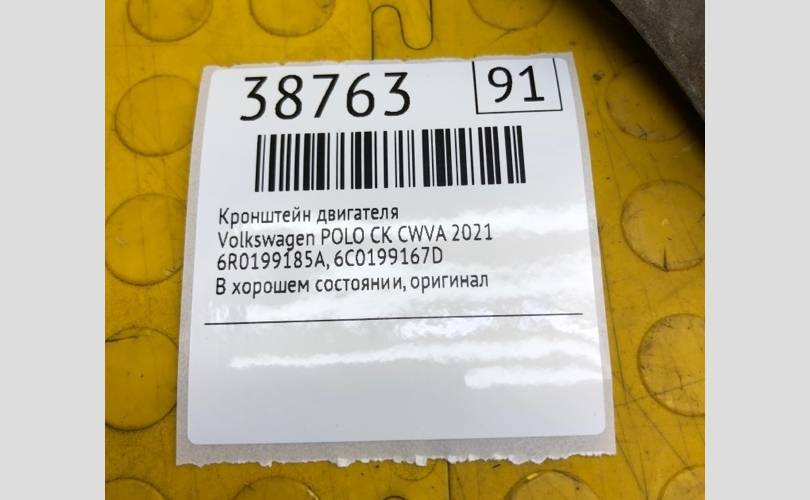 38763 91
Кронштейн двигателя
Volkswagen POLO CK CWVA 2021
6R0199185A, 6C0199167D
В хорошем состоянии, оригинал